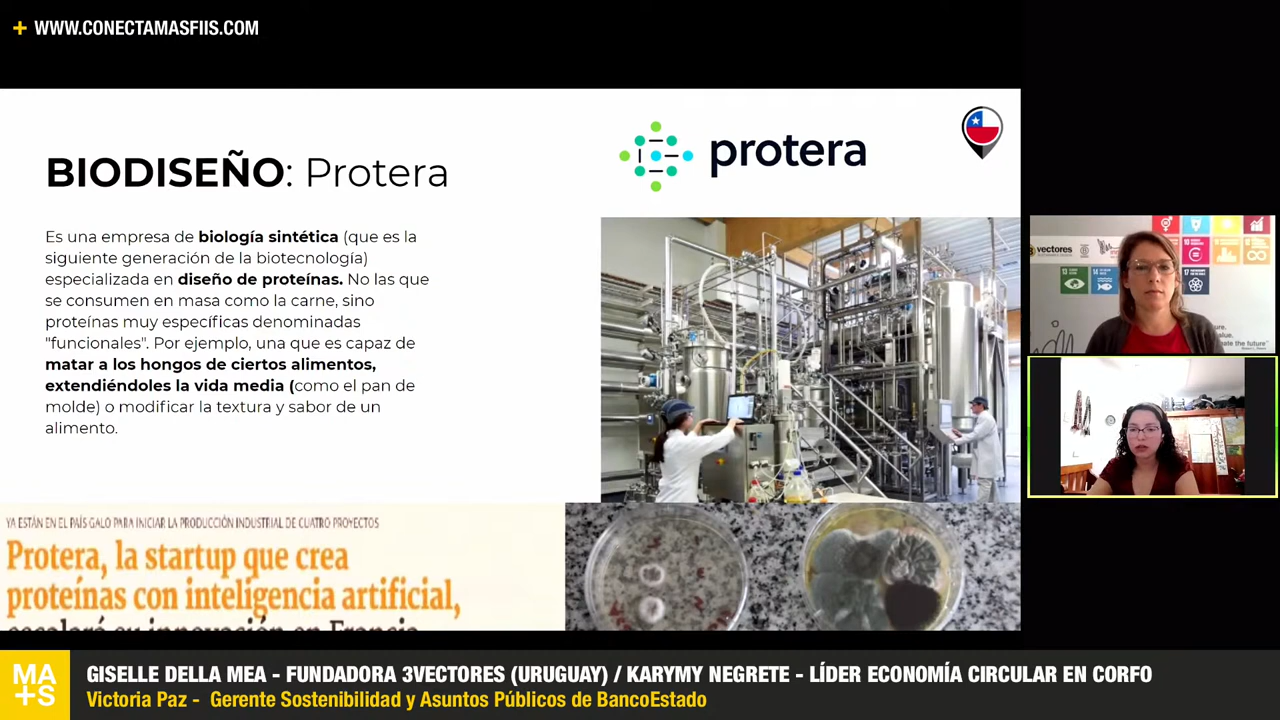 + WWW.CONECTAMASFIIS.COM
BIODISEÑO: Protera
protera
Es una empresa de biología sintética (que es la
siguiente generación de la biotecnología)
especializada en diseño de proteínas. No las que
se consumen en masa como la carne, sino
proteínas muy específicas denominadas
"funcionales". Por ejemplo, una que es capaz de
matar a los hongos de ciertos alimentos,
extendiéndoles la vida media (como el pan de
molde) o modificar la textura y sabor de un
alimento.
YA ESTÁN EN EL PAÍS GALO PARA INICIAR LA PRODUCCIÓN INDUSTRIAL DE CUATRO PROYECTOS
Protera, la startup que crea
proteínas con inteligencia artificial,
vectores
MA+S
GISELLE DELLA MEA - FUNDADORA 3VECTORES (URUGUAY) / KARYMY NEGRETE - LÍDER ECONOMÍA CIRCULAR EN CORFO
Victoria Paz - Gerente Sostenibilidad y Asuntos Públicos de BancoEstado